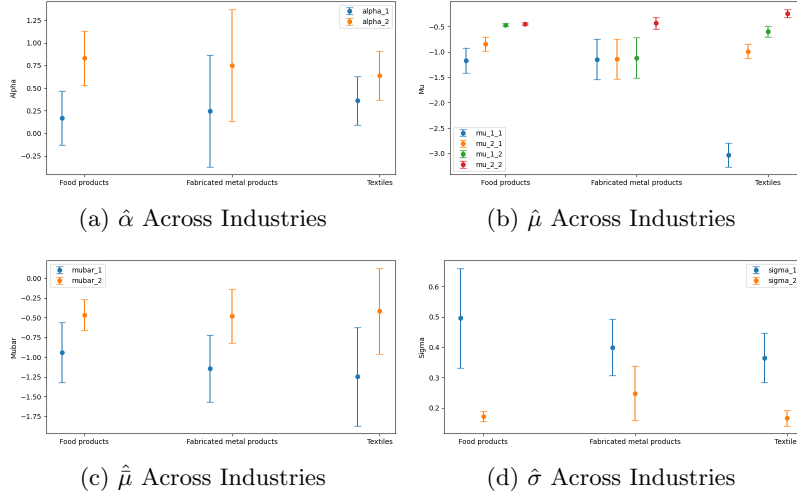 1.25
1.00
0.75
0.50
0.25
0.00
−0.25
Alpha
alpha_1
alpha_2
Food products
Fabricated metal products
Textiles
(a) α̂ Across Industries
−0.5
−1.0
−1.5
−2.0
−2.5
−3.0
Mu
mu_1_1
mu_2_1
mu_1_2
mu_2_2
Food products
Fabricated metal products
Textiles
(b) μ̂ Across Industries
0.00
−0.25
−0.50
−0.75
−1.00
−1.25
−1.50
−1.75
Mubar
mubar_1
mubar_2
Food products
Fabricated metal products
Textiles
(c) μ̄̂ Across Industries
0.6
0.5
0.4
0.3
0.2
Sigma
sigma_1
sigma_2
Food products
Fabricated metal products
Textiles
(d) σ̂ Across Industries